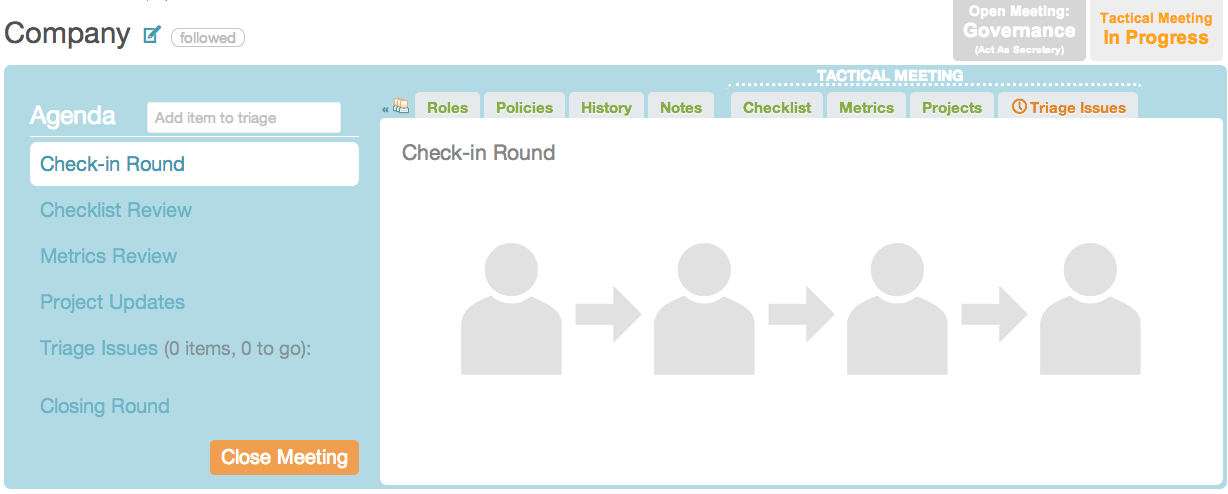 Company
followed
Open Meeting:
Governance
(Act As Secretary)
Tactical Meeting
In Progress
Agenda
Add item to triage
Check-in Round
Checklist Review
Metrics Review
Project Updates
Triage Issues (0 items, 0 to go):
Closing Round
Close Meeting
TACTICAL MEETING
« Roles Policies History Notes Checklist Metrics Projects Triage Issues
Check-in Round